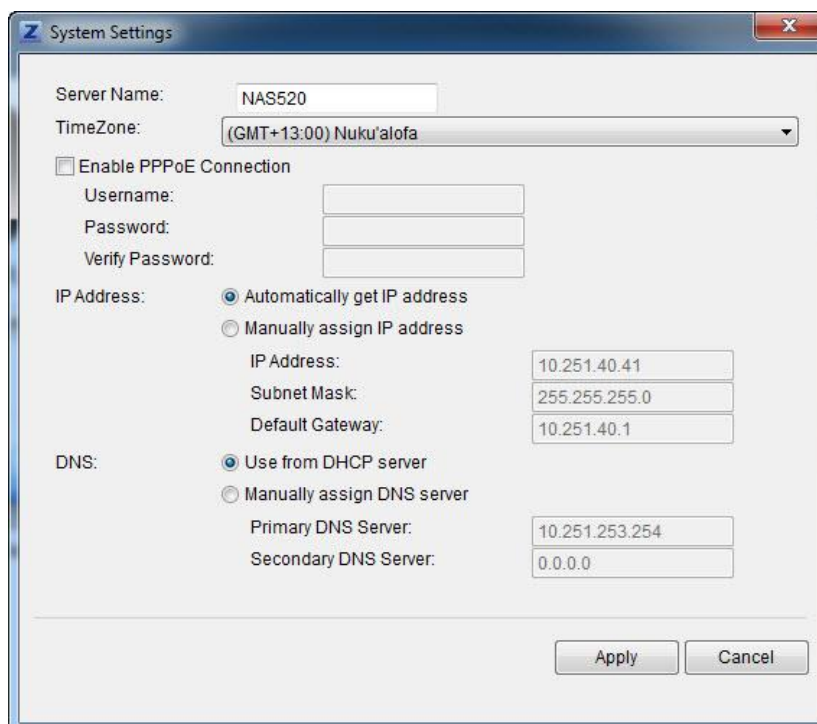 System Settings
Server Name: NAS520
TimeZone: (GMT+13:00) Nuku'alofa
Enable PPPoE Connection
Username:
Password:
Verify Password:
IP Address: Automatically get IP address
Manually assign IP address
IP Address: 10.251.40.41
Subnet Mask: 255.255.255.0
Default Gateway: 10.251.40.1
DNS: Use from DHCP server
Manually assign DNS server
Primary DNS Server: 10.251.253.254
Secondary DNS Server: 0.0.0.0
Apply Cancel